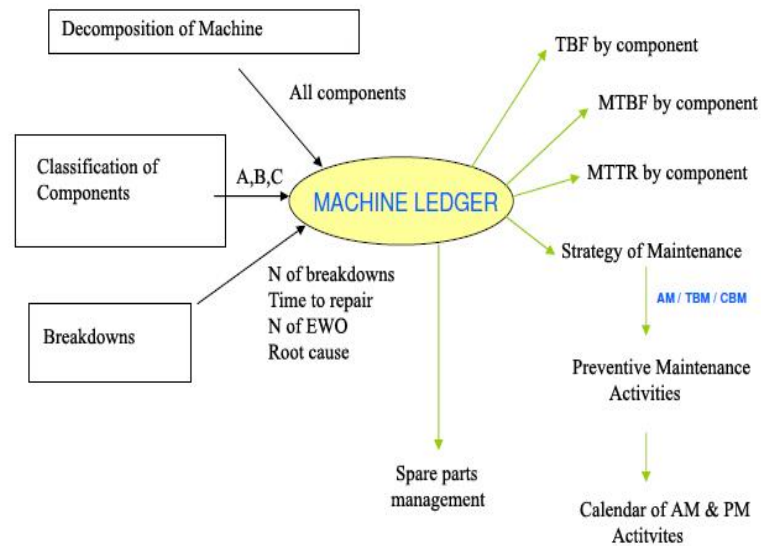 Decomposition of Machine
All components
Classification of
Components
A,B,C
MACHINE LEDGER
Breakdowns
N of breakdowns
Time to repair
N of EWO
Root cause
TBF by component
MTBF by component
MTTR by component
Strategy of Maintenance
AM / TBM / CBM
Preventive Maintenance
Activities
Spare parts
management
Calendar of AM & PM
Actitvites